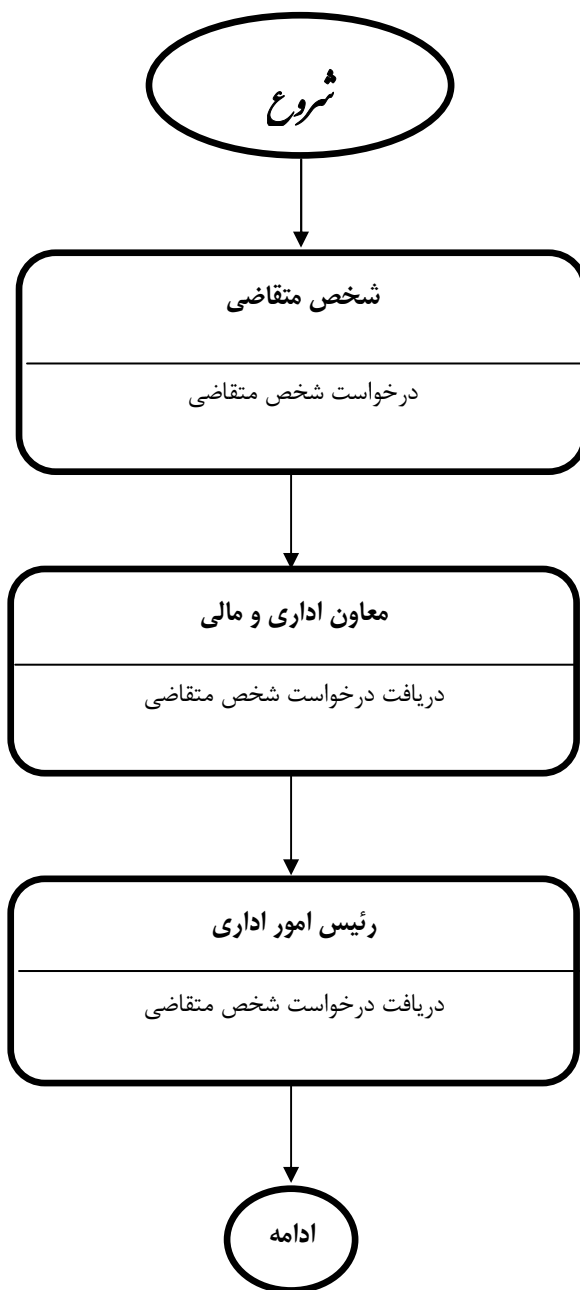 شروع
شخص متقاضی
درخواست شخص متقاضی
معاون اداری و مالی
دریافت درخواست شخص متقاضی
رئیس امور اداری
دریافت درخواست شخص متقاضی
ادامه